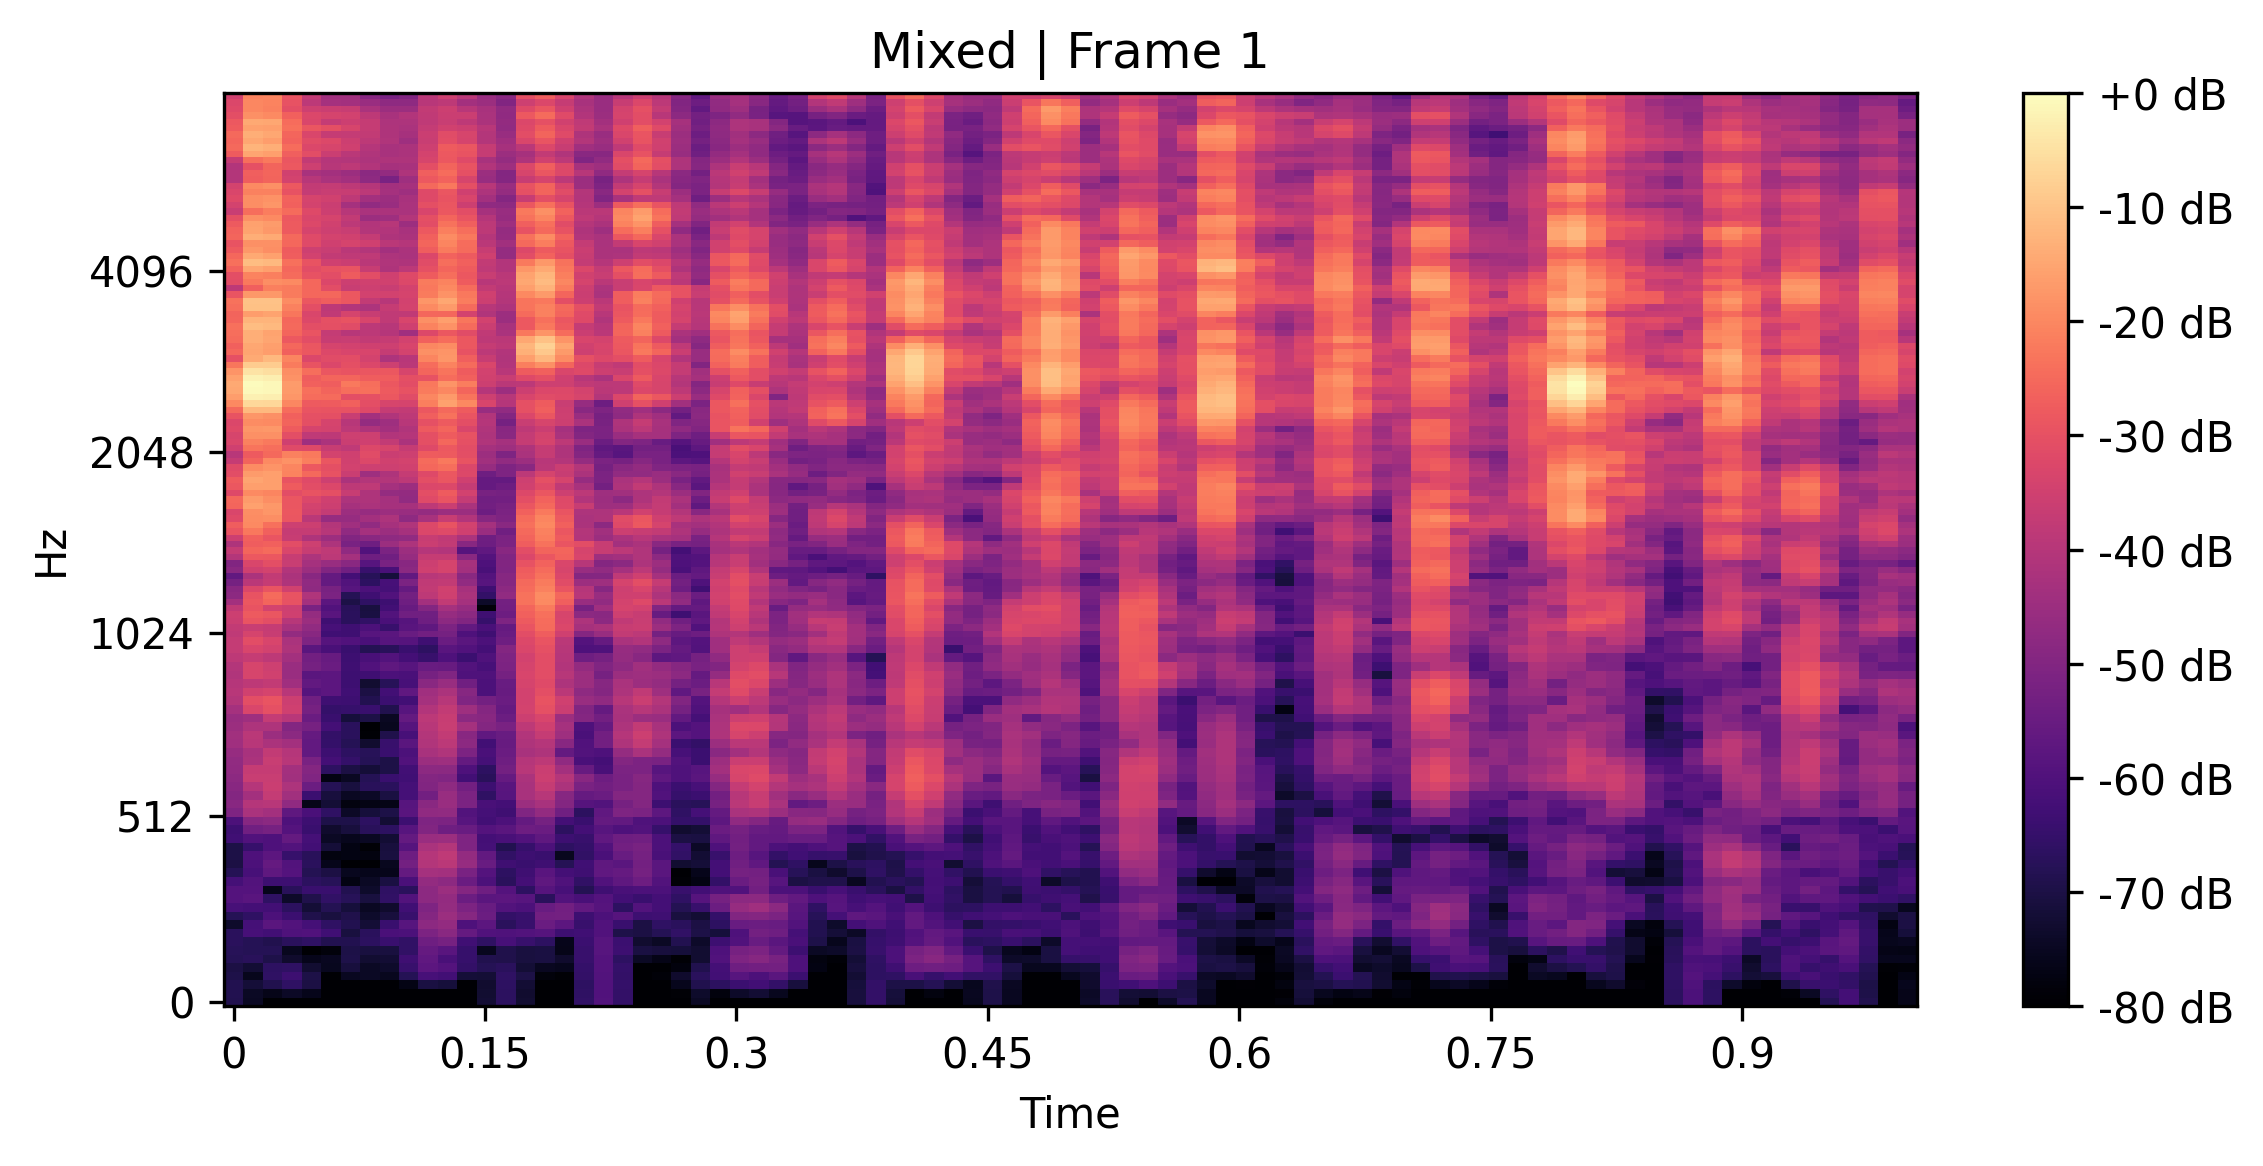 Mixed | Frame 1
Hz
4096
2048
1024
512
0
0 0.15 0.3 0.45 0.6 0.75 0.9
Time
+0 dB
-10 dB
-20 dB
-30 dB
-40 dB
-50 dB
-60 dB
-70 dB
-80 dB